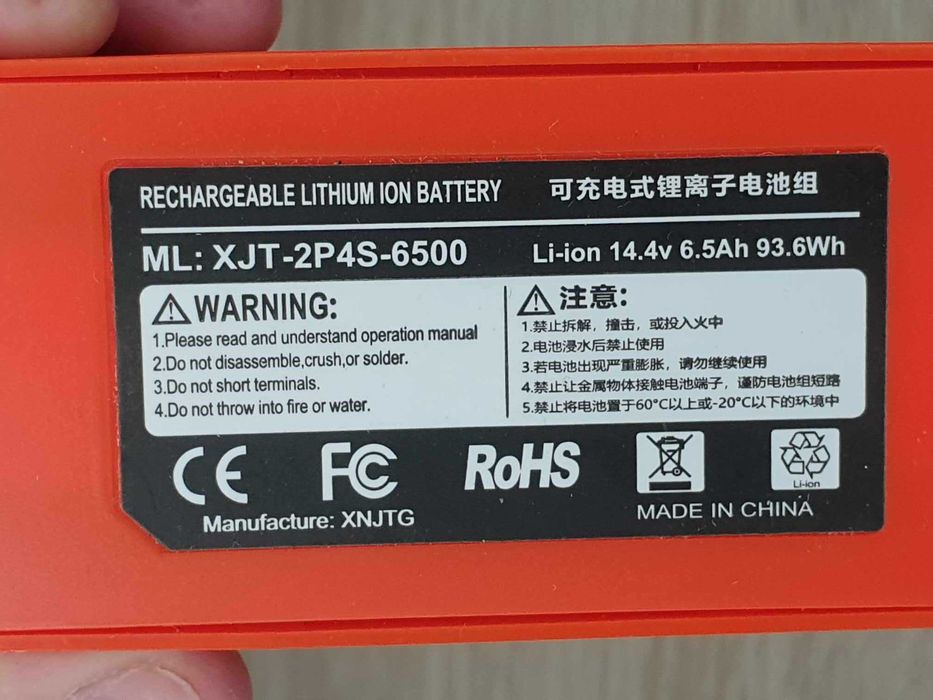 RECHARGEABLE LITHIUM ION BATTERY 可充电式锂离子电池组
ML: XJT-2P4S-6500 Li-ion 14.4v 6.5Ah 93.6Wh
WARNING:
1.Please read and understand operation manual
2.Do not disassemble,crush,or solder.
3.Do not short terminals.
4.Do not throw into fire or water.
注意:
1.禁止拆解，撞击，或投入火中
2.电池浸水后禁止使用
3.若电池出现严重膨胀，请勿继续使用
4.禁止让金属物体接触电池端子，谨防电池组短路
5.禁止将电池置于60°C以上或-20°C以下的环境中
CE FC RoHS
Li-ion
Manufacture: XNJTG MADE IN CHINA